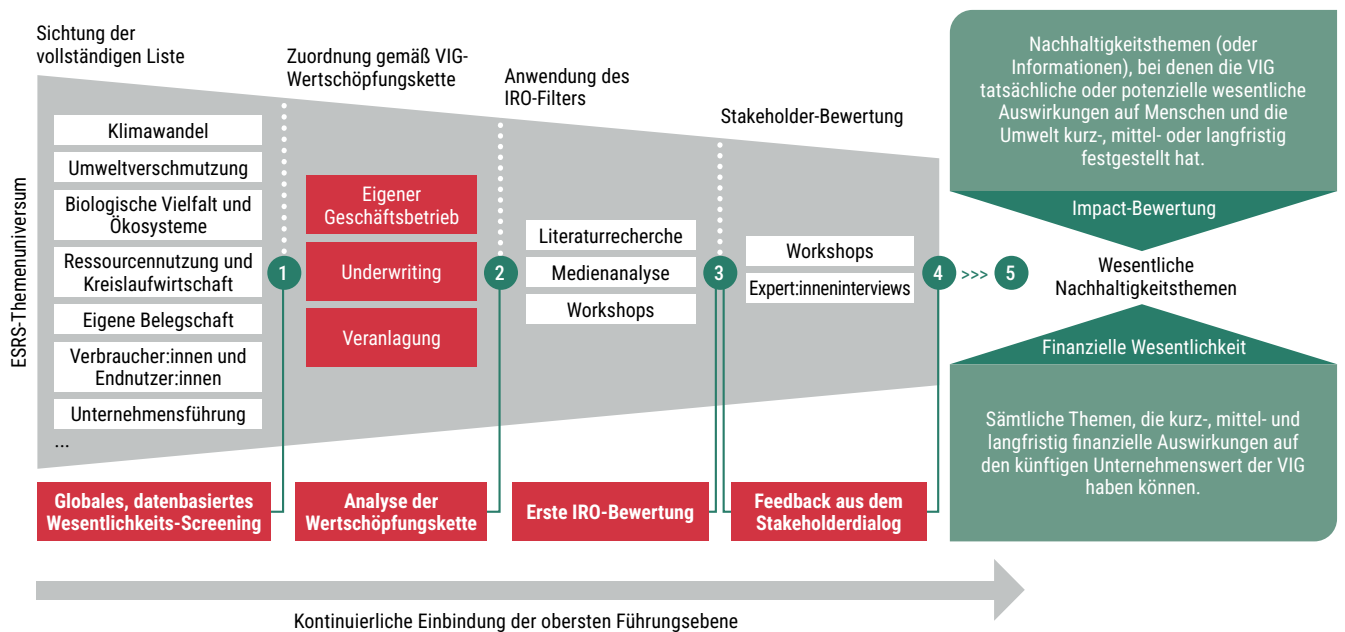 Sichtung der
vollständigen Liste
Zuordnung gemäß VIG-
Wertschöpfungskette
Anwendung des
IRO-Filters
Stakeholder-Bewertung
ESRS-Themenuniversum
Klimawandel
Umweltverschmutzung
Biologische Vielfalt und
Ökosysteme
Ressourcennutzung und
Kreislaufwirtschaft
Eigene Belegschaft
Verbraucher:innen und
Endnutzer:innen
Unternehmensführung
...
1
Eigener
Geschäftsbetrieb
Underwriting
Veranlagung
2
Literaturrecherche
Medienanalyse
Workshops
3
Workshops
Expert:inneninterviews
4 >>> 5
Nachhaltigkeitsthemen (oder
Informationen), bei denen die VIG
tatsächliche oder potenzielle wesentliche
Auswirkungen auf Menschen und die
Umwelt kurz-, mittel- oder langfristig
festgestellt hat.
Impact-Bewertung
Wesentliche
Nachhaltigkeitsthemen
Finanzielle Wesentlichkeit
Sämtliche Themen, die kurz-, mittel- und
langfristig finanzielle Auswirkungen auf
den künftigen Unternehmenswert der VIG
haben können.
Globales, datenbasiertes
Wesentlichkeits-Screening
Analyse der
Wertschöpfungskette
Erste IRO-Bewertung
Feedback aus dem
Stakeholderdialog
Kontinuierliche Einbindung der obersten Führungsebene